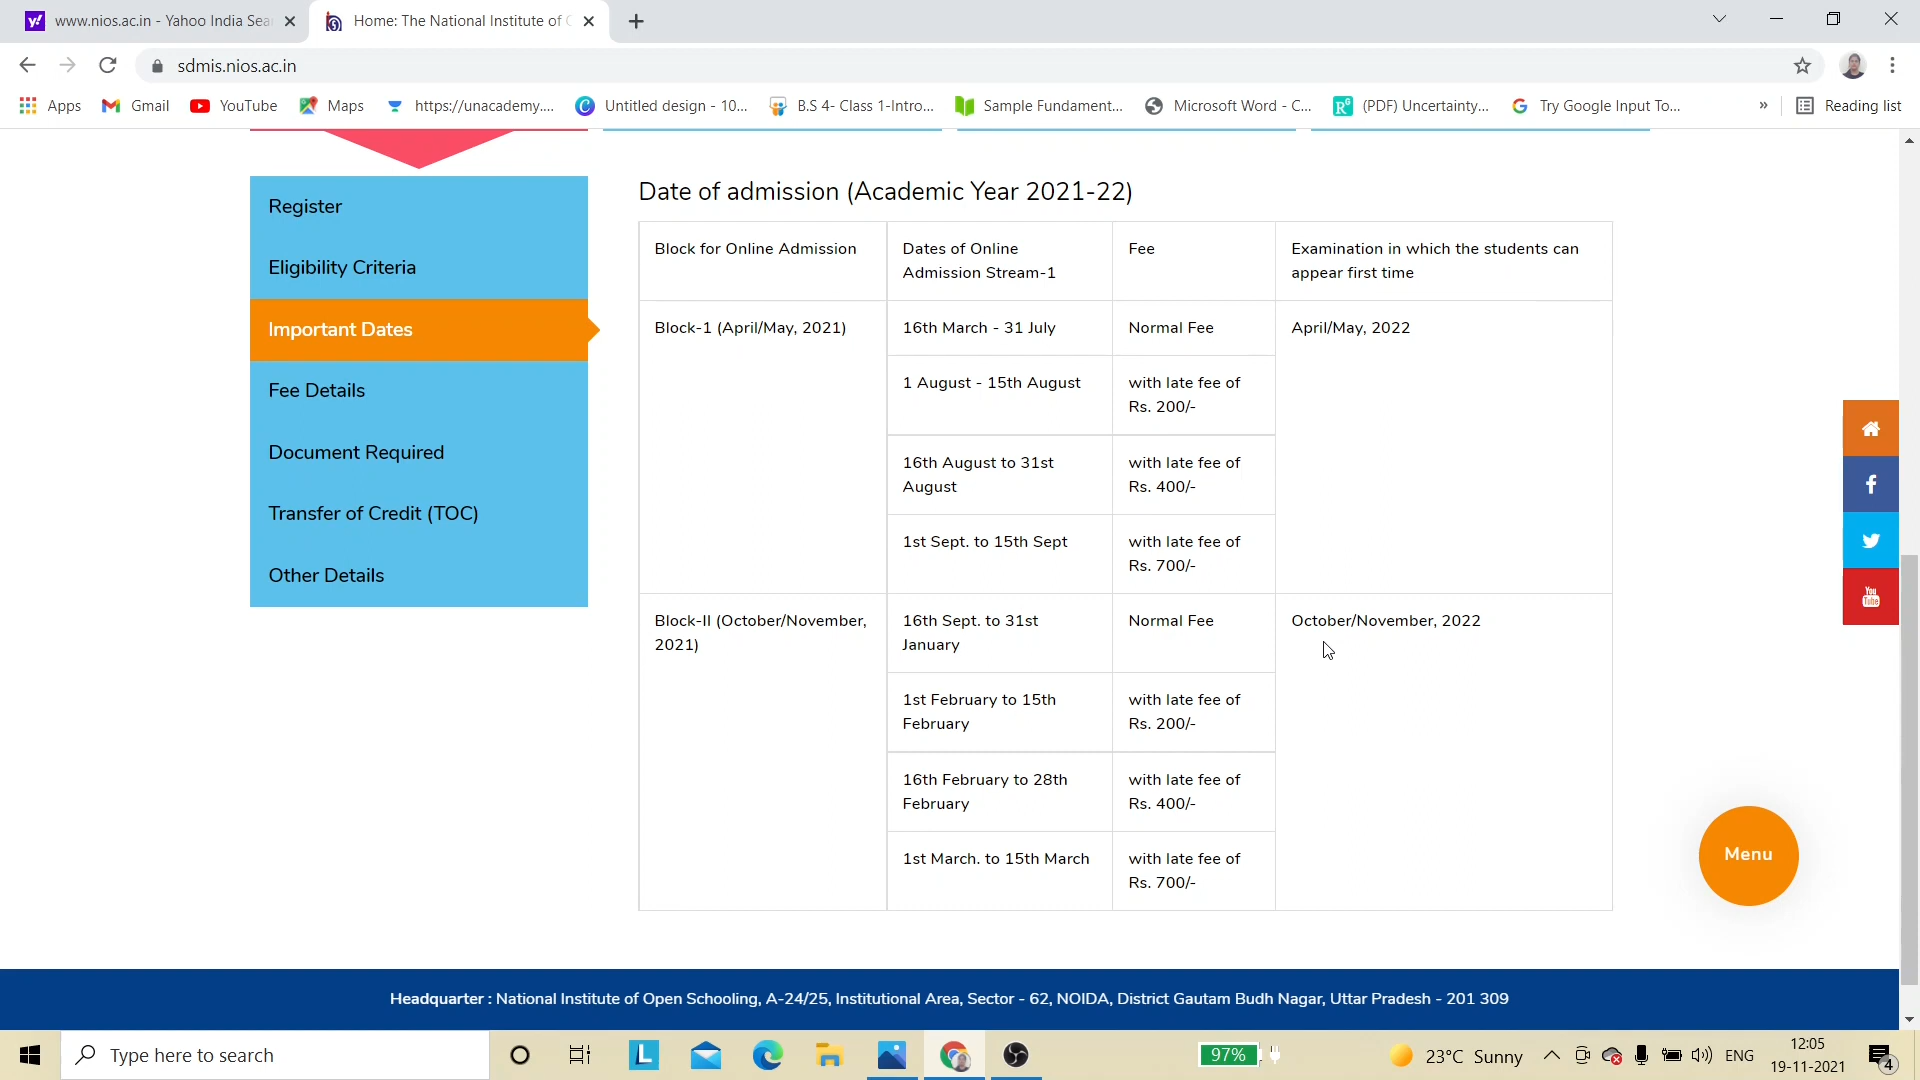 www.nios.ac.in - Yahoo India Sea
Home: The National Institute of O
sdmis.nios.ac.in
Apps
Gmail
YouTube
Maps
https://unacademy....
Untitled design - 10...
B.S 4- Class 1-Intro...
Sample Fundament...
Microsoft Word - C...
(PDF) Uncertainty...
Try Google Input To...
»
Reading list
Register
Eligibility Criteria
Important Dates
Fee Details
Document Required
Transfer of Credit (TOC)
Other Details
Date of admission (Academic Year 2021-22)
Block for Online Admission
Dates of Online
Admission Stream-1
Fee
Examination in which the students can
appear first time
Block-1 (April/May, 2021)
16th March - 31 July
Normal Fee
April/May, 2022
1 August - 15th August
with late fee of
Rs. 200/-
16th August to 31st
August
with late fee of
Rs. 400/-
1st Sept. to 15th Sept
with late fee of
Rs. 700/-
Block-II (October/November,
2021)
16th Sept. to 31st
January
Normal Fee
October/November, 2022
1st February to 15th
February
with late fee of
Rs. 200/-
16th February to 28th
February
with late fee of
Rs. 400/-
1st March. to 15th March
with late fee of
Rs. 700/-
You
Tube
Menu
Headquarter : National Institute of Open Schooling, A-24/25, Institutional Area, Sector - 62, NOIDA, District Gautam Budh Nagar, Uttar Pradesh - 201 309
Type here to search
L
97%
23°C Sunny
ENG
12:05
19-11-2021
4